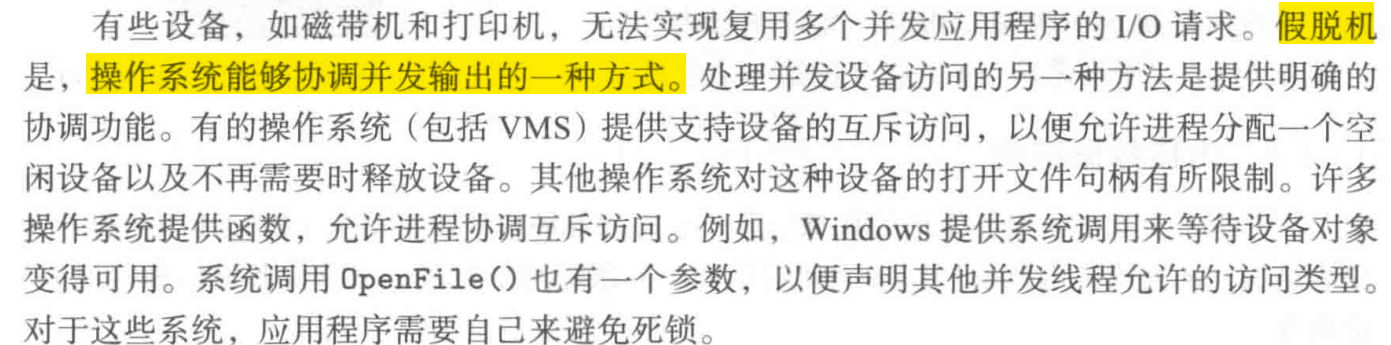 有些设备，如磁带机和打印机，无法实现复用多个并发应用程序的 I/O 请求。假脱机
是，操作系统能够协调并发输出的一种方式。处理并发设备访问的另一种方法是提供明确的
协调功能。有的操作系统（包括 VMS）提供支持设备的互斥访问，以便允许进程分配一个空
闲设备以及不再需要时释放设备。其他操作系统对这种设备的打开文件句柄有所限制。许多
操作系统提供函数，允许进程协调互斥访问。例如，Windows 提供系统调用来等待设备对象
变得可用。系统调用 OpenFile() 也有一个参数，以便声明其他并发线程允许的访问类型。
对于这些系统，应用程序需要自己来避免死锁。